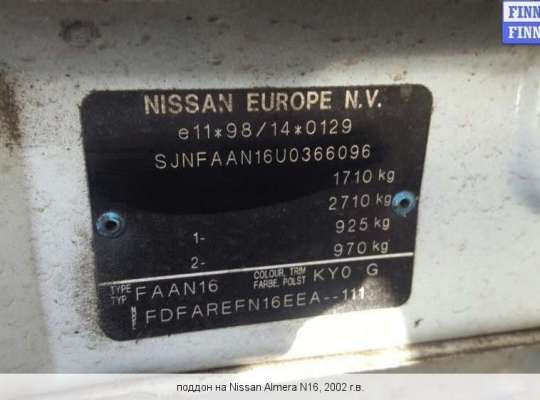 FINN
FINN
NISSAN EUROPE N.V.
e11*98/14*0129
SJNFAAN16U0366096
1710 kg
2710 kg
1- 925 kg
2- 970 kg
TYPE TYP FAAN16 COLOUR, TRIM FARBE, POLST KY0 G
FDFAREFN16EEA--111
поддон на Nissan Almera N16, 2002 г.в.